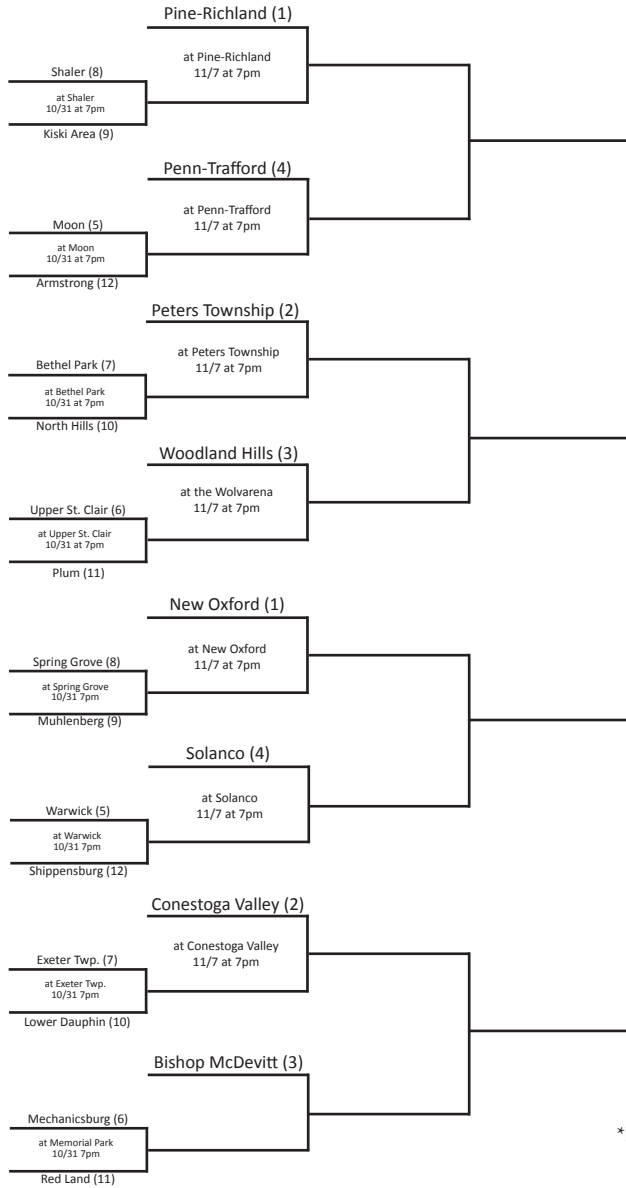 Pine-Richland (1)
at Pine-Richland
11/7 at 7pm
Shaler (8)
at Shaler
10/31 at 7pm
Kiski Area (9)
Penn-Trafford (4)
at Penn-Trafford
11/7 at 7pm
Moon (5)
at Moon
10/31 at 7pm
Armstrong (12)
Peters Township (2)
at Peters Township
11/7 at 7pm
Bethel Park (7)
at Bethel Park
10/31 at 7pm
North Hills (10)
Woodland Hills (3)
at the Wolvarena
11/7 at 7pm
Upper St. Clair (6)
at Upper St. Clair
10/31 at 7pm
Plum (11)
New Oxford (1)
at New Oxford
11/7 at 7pm
Spring Grove (8)
at Spring Grove
10/31 7pm
Muhlenberg (9)
Solanco (4)
at Solanco
11/7 at 7pm
Warwick (5)
at Warwick
10/31 7pm
Shippensburg (12)
Conestoga Valley (2)
at Conestoga Valley
11/7 at 7pm
Exeter Twp. (7)
at Exeter Twp.
10/31 7pm
Lower Dauphin (10)
Bishop McDevitt (3)
Mechanicsburg (6)
at Memorial Park
10/31 7pm
Red Land (11)
*